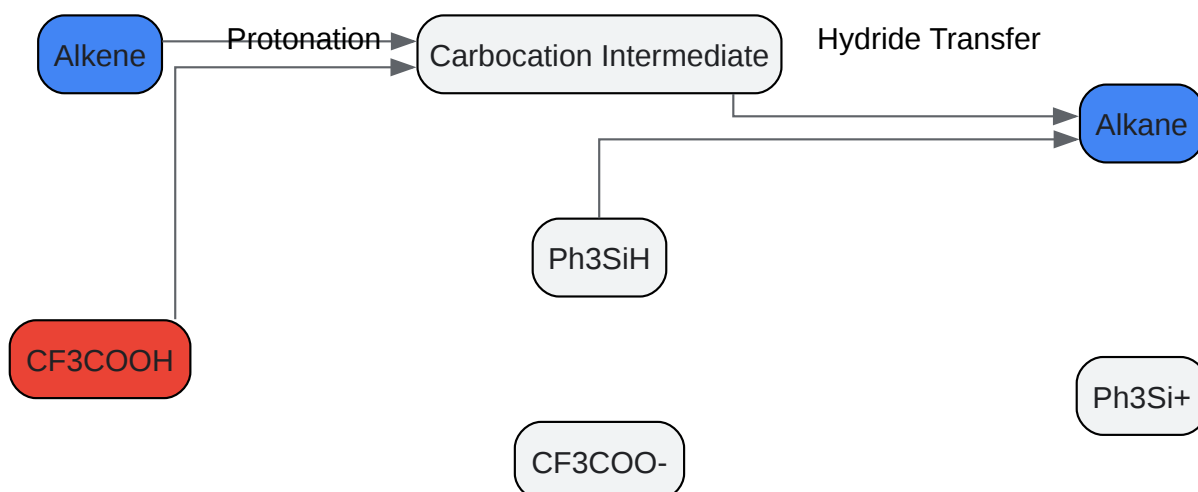 Alkene
Protonation
Carbocation Intermediate
Hydride Transfer
Alkane
Ph3SiH
CF3COOH
Ph3Si+
CF3COO-